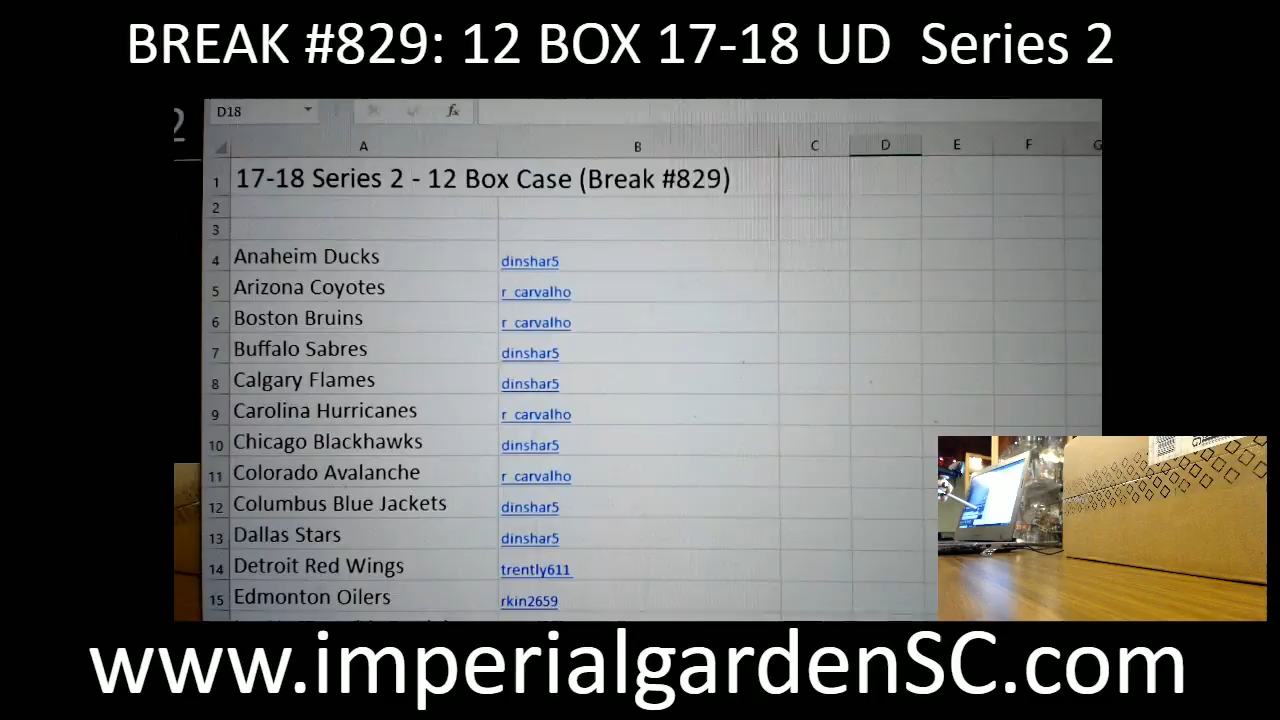 BREAK #829: 12 BOX 17-18 UD Series 2
2
D18 fx
A B C D E F G
1 17-18 Series 2 - 12 Box Case (Break #829)
2
3
4 Anaheim Ducks dinshar5
5 Arizona Coyotes r_carvalho
6 Boston Bruins r_carvalho
7 Buffalo Sabres dinshar5
8 Calgary Flames dinshar5
9 Carolina Hurricanes r_carvalho
10 Chicago Blackhawks dinshar5
11 Colorado Avalanche r_carvalho
12 Columbus Blue Jackets dinshar5
13 Dallas Stars dinshar5
14 Detroit Red Wings trently611
15 Edmonton Oilers rkin2659
www.imperialgardenSC.com